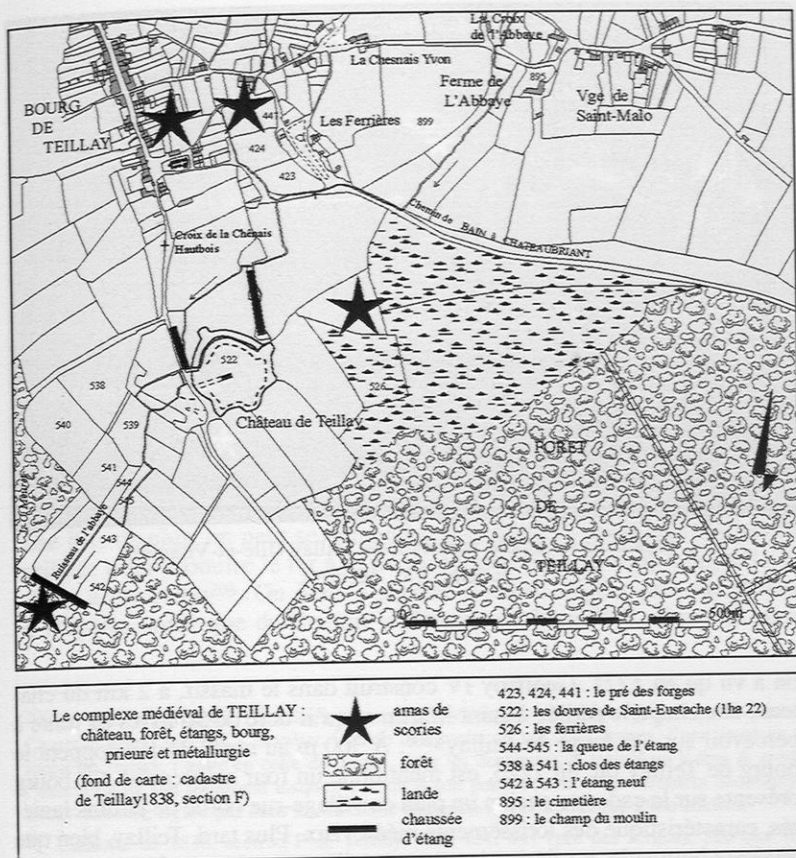 La Croix
de l'Abbaye
La Chesnais Yvon
Ferme de
L'Abbaye
895
Vge de
Saint-Malo
BOURG
DE
TEILLAY
441
Les Ferrières
899
424
423
Chemin de BAIN à CHATEAUBRIANT
Croix de la Chênais
Hautbois
522
526
538
540
539
Château de Teillay
541
544
545
543
542
Ruisseau de l'abbaye
FORET
DE
TEILLAY
0
500m
Le complexe médiéval de TEILLAY :
château, forêt, étangs, bourg,
prieuré et métallurgie
(fond de carte : cadastre
de Teillay1838, section F)
amas de
scories
forêt
lande
chaussée
d'étang
423, 424, 441 : le pré des forges
522: les douves de Saint-Eustache (1ha 22)
526 : les ferrières
544-545 : la queue de l'étang
538 à 541 : clos des étangs
542 à 543 : l'étang neuf
895: le cimetière
899 : le champ du moulin